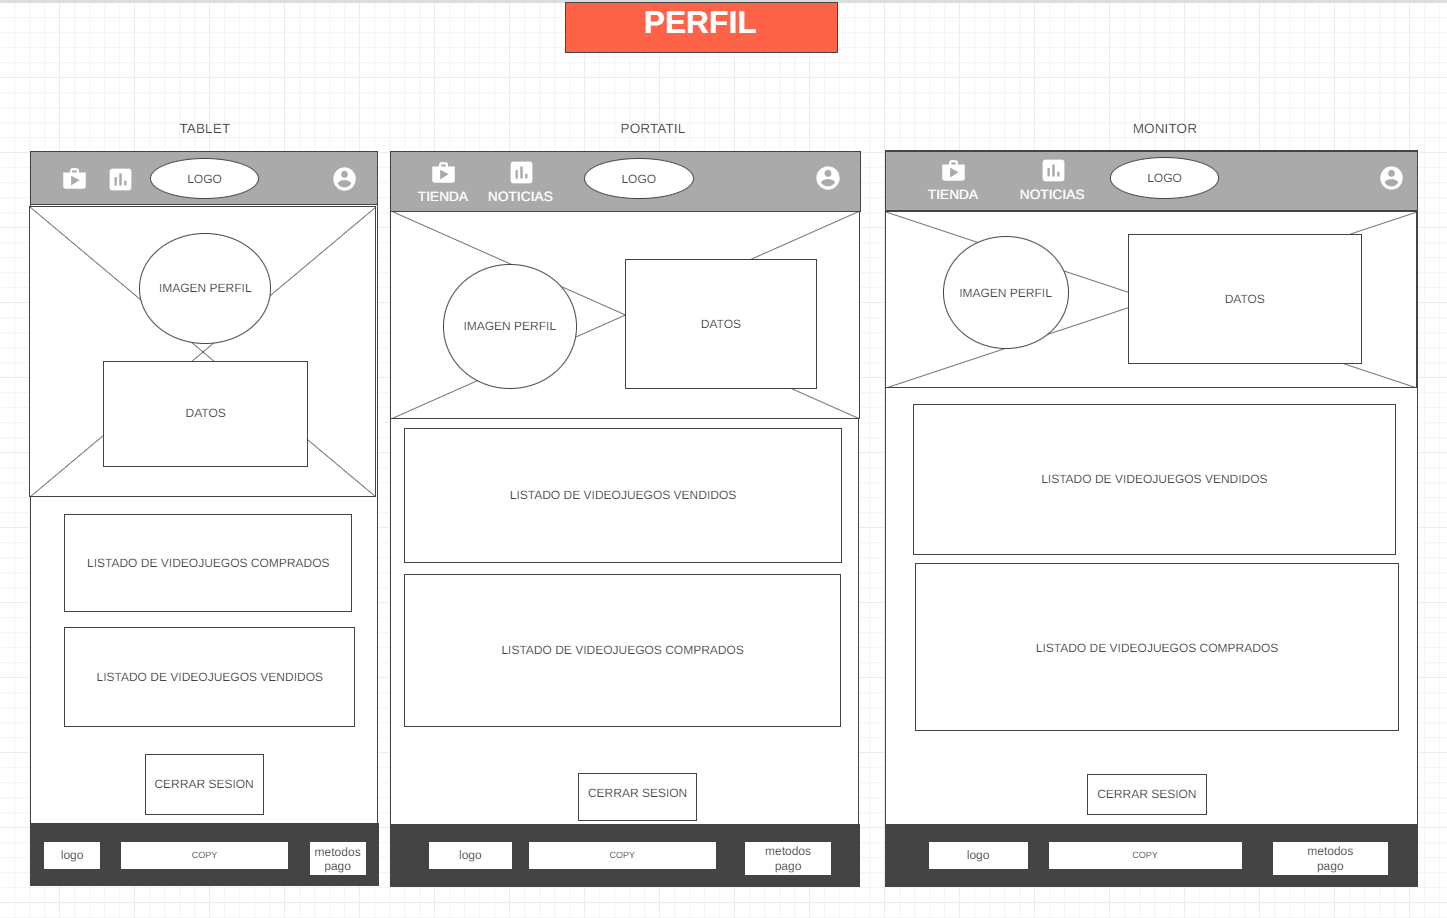 PERFIL
TABLET
LOGO
IMAGEN PERFIL
DATOS
LISTADO DE VIDEOJUEGOS COMPRADOS
LISTADO DE VIDEOJUEGOS VENDIDOS
CERRAR SESION
logo
COPY
metodos
pago
PORTATIL
TIENDA
NOTICIAS
LOGO
IMAGEN PERFIL
DATOS
LISTADO DE VIDEOJUEGOS VENDIDOS
LISTADO DE VIDEOJUEGOS COMPRADOS
CERRAR SESION
logo
COPY
metodos
pago
MONITOR
TIENDA
NOTICIAS
LOGO
IMAGEN PERFIL
DATOS
LISTADO DE VIDEOJUEGOS VENDIDOS
LISTADO DE VIDEOJUEGOS COMPRADOS
CERRAR SESION
logo
COPY
metodos
pago